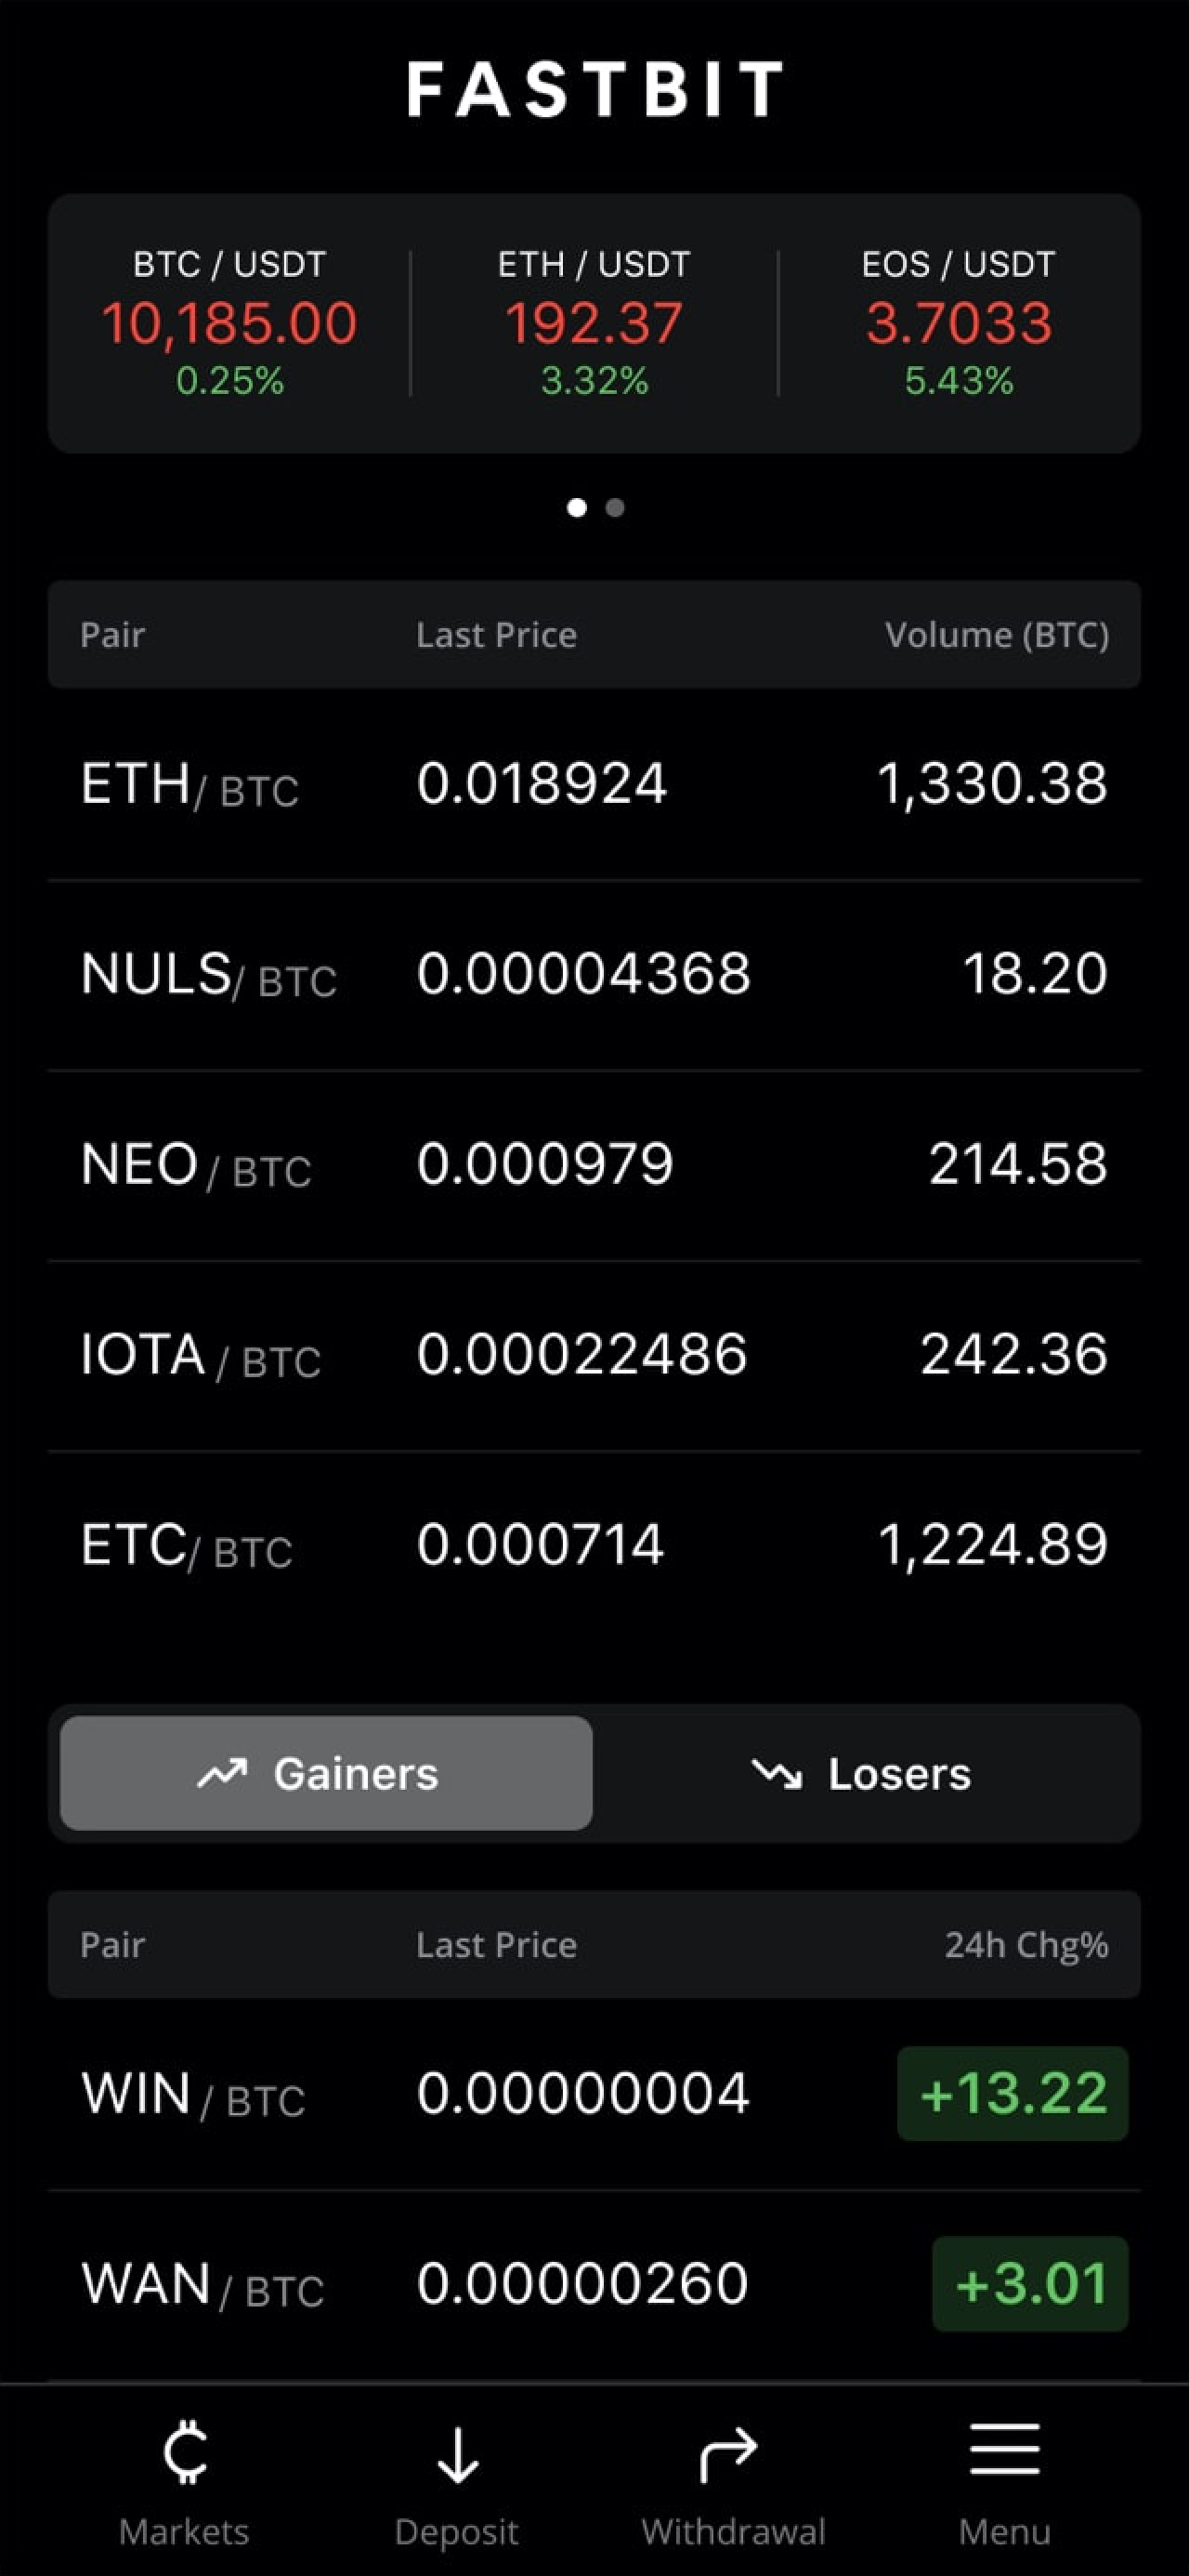 FASTBIT
BTC / USDT ETH / USDT EOS / USDT
10,185.00 192.37 3.7033
0.25% 3.32% 5.43%
Pair Last Price Volume (BTC)
ETH/ BTC 0.018924 1,330.38
NULS/ BTC 0.00004368 18.20
NEO / BTC 0.000979 214.58
IOTA / BTC 0.00022486 242.36
ETC/ BTC 0.000714 1,224.89
Gainers Losers
Pair Last Price 24h Chg%
WIN / BTC 0.00000004 +13.22
WAN / BTC 0.00000260 +3.01
Markets Deposit Withdrawal Menu